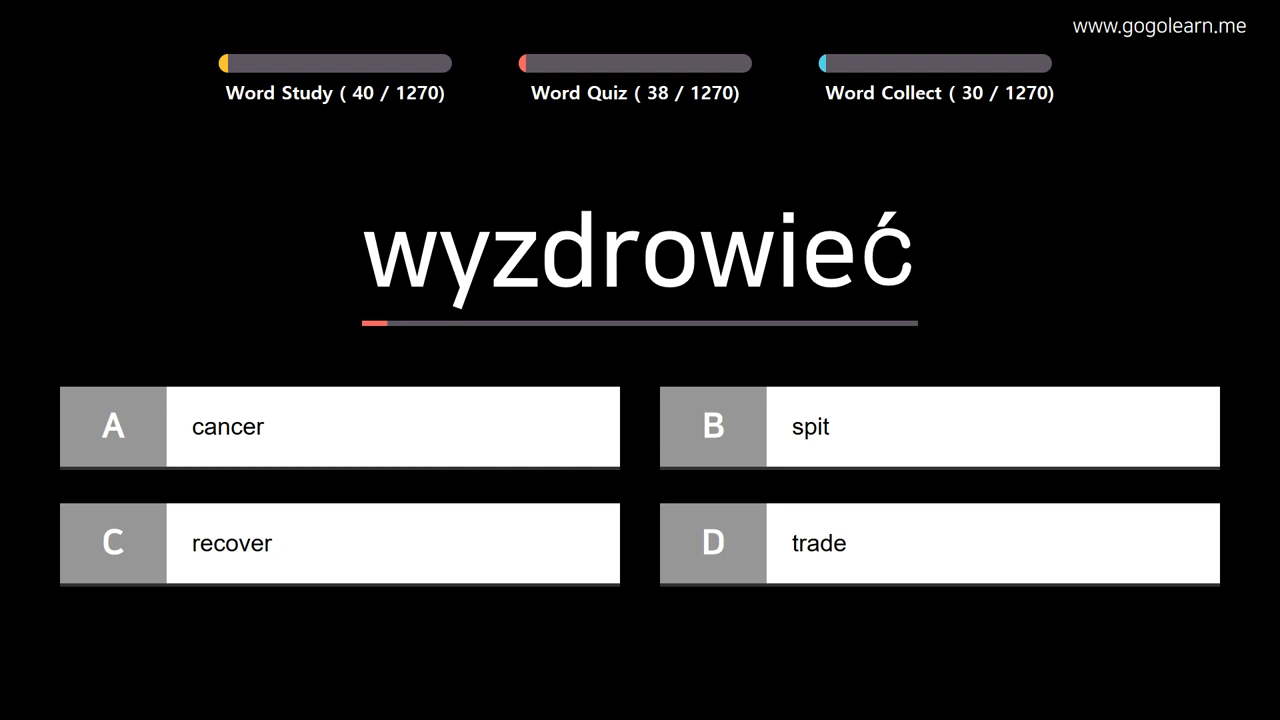 www.gogolearn.me
Word Study ( 40 / 1270)
Word Quiz ( 38 / 1270)
Word Collect ( 30 / 1270)
wyzdrowieć
A cancer
B spit
C recover
D trade